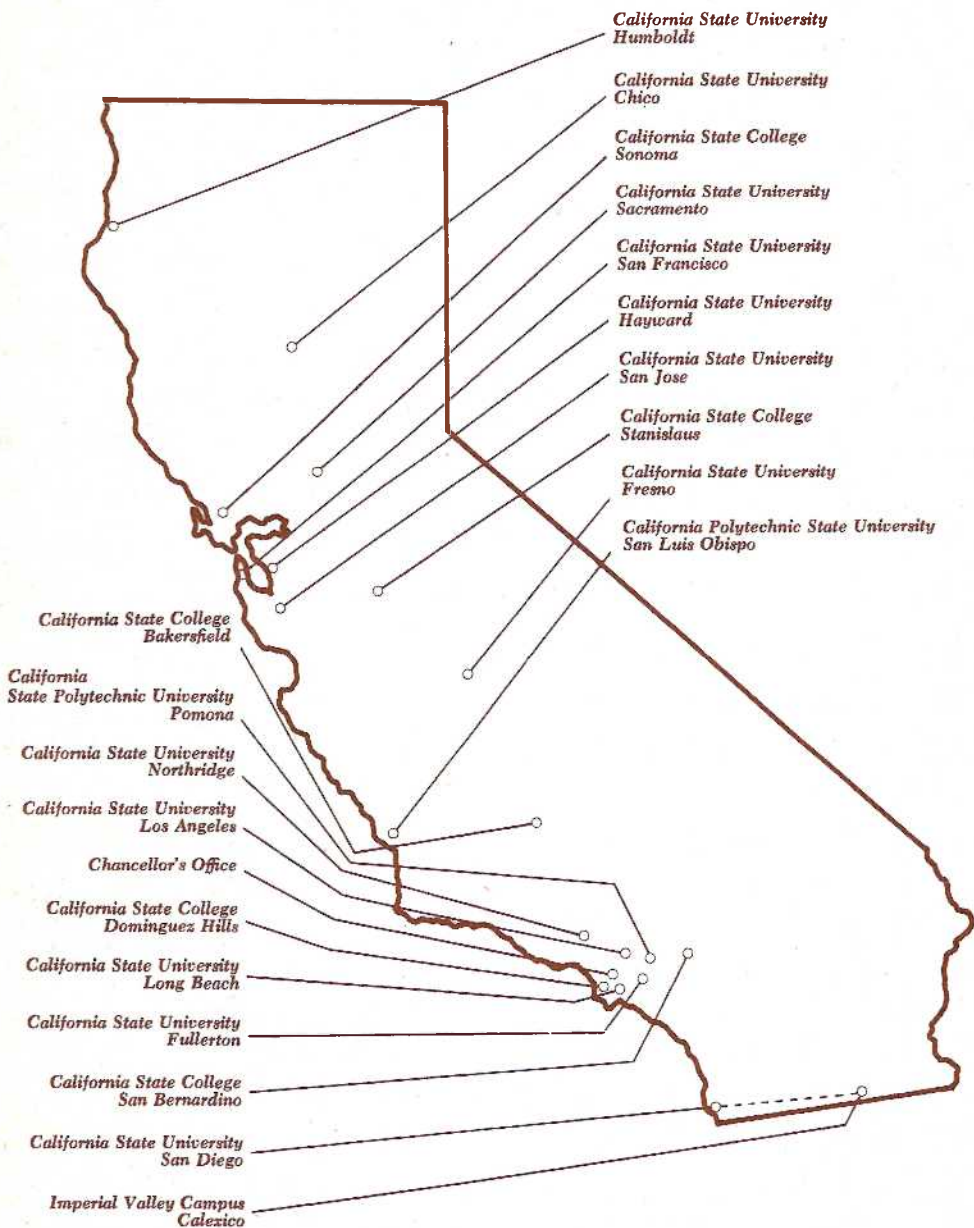 California State University
Humboldt
California State University
Chico
California State College
Sonoma
California State University
Sacramento
California State University
San Francisco
California State University
Hayward
California State University
San Jose
California State College
Stanislaus
California State University
Fresno
California Polytechnic State University
San Luis Obispo
California State College
Bakersfield
California
State Polytechnic University
Pomona
California State University
Northridge
California State University
Los Angeles
Chancellor's Office
California State College
Dominguez Hills
California State University
Long Beach
California State University
Fullerton
California State College
San Bernardino
California State University
San Diego
Imperial Valley Campus
Calexico